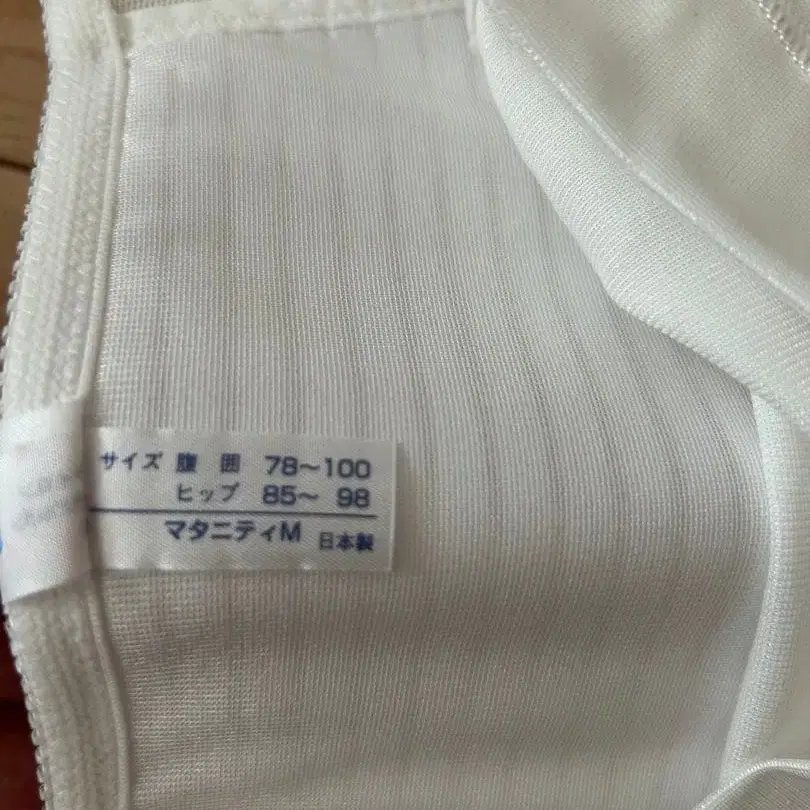 サイズ 腹囲 78〜100
ヒップ 85〜 98
マタニティM 日本製